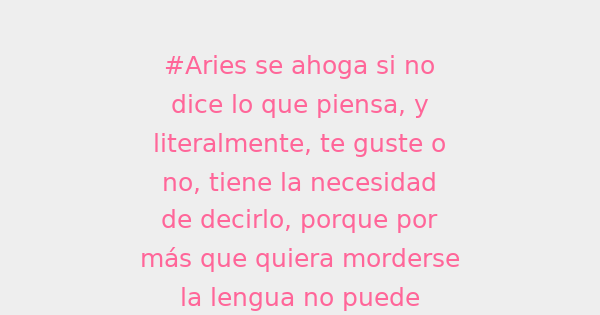 #Aries se ahoga si no
dice lo que piensa, y
literalmente, te guste o
no, tiene la necesidad
de decirlo, porque por
más que quiera morderse
la lengua no puede